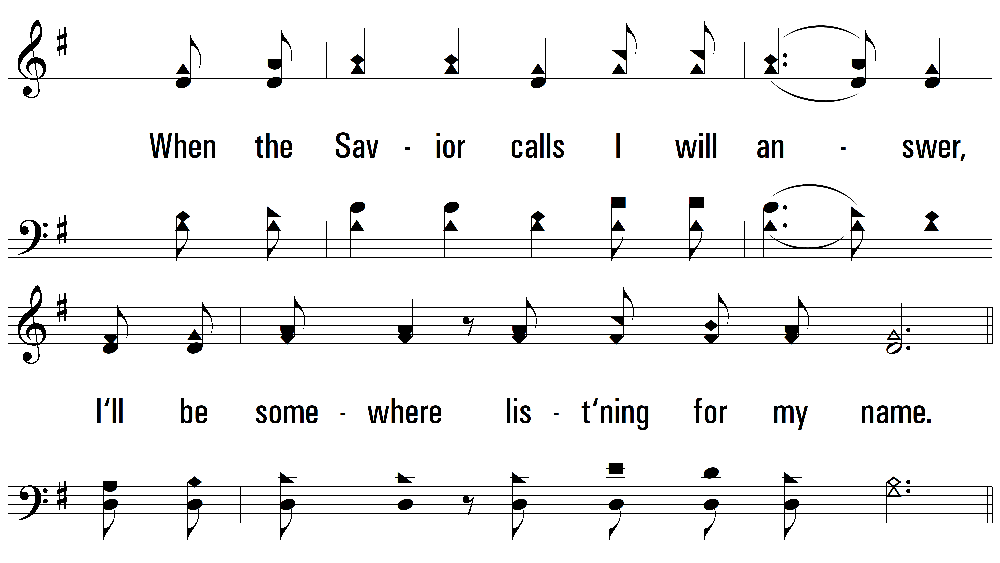 When the Sav - ior calls I will an - swer,
I‘ll be some - where lis - t‘ning for my name.